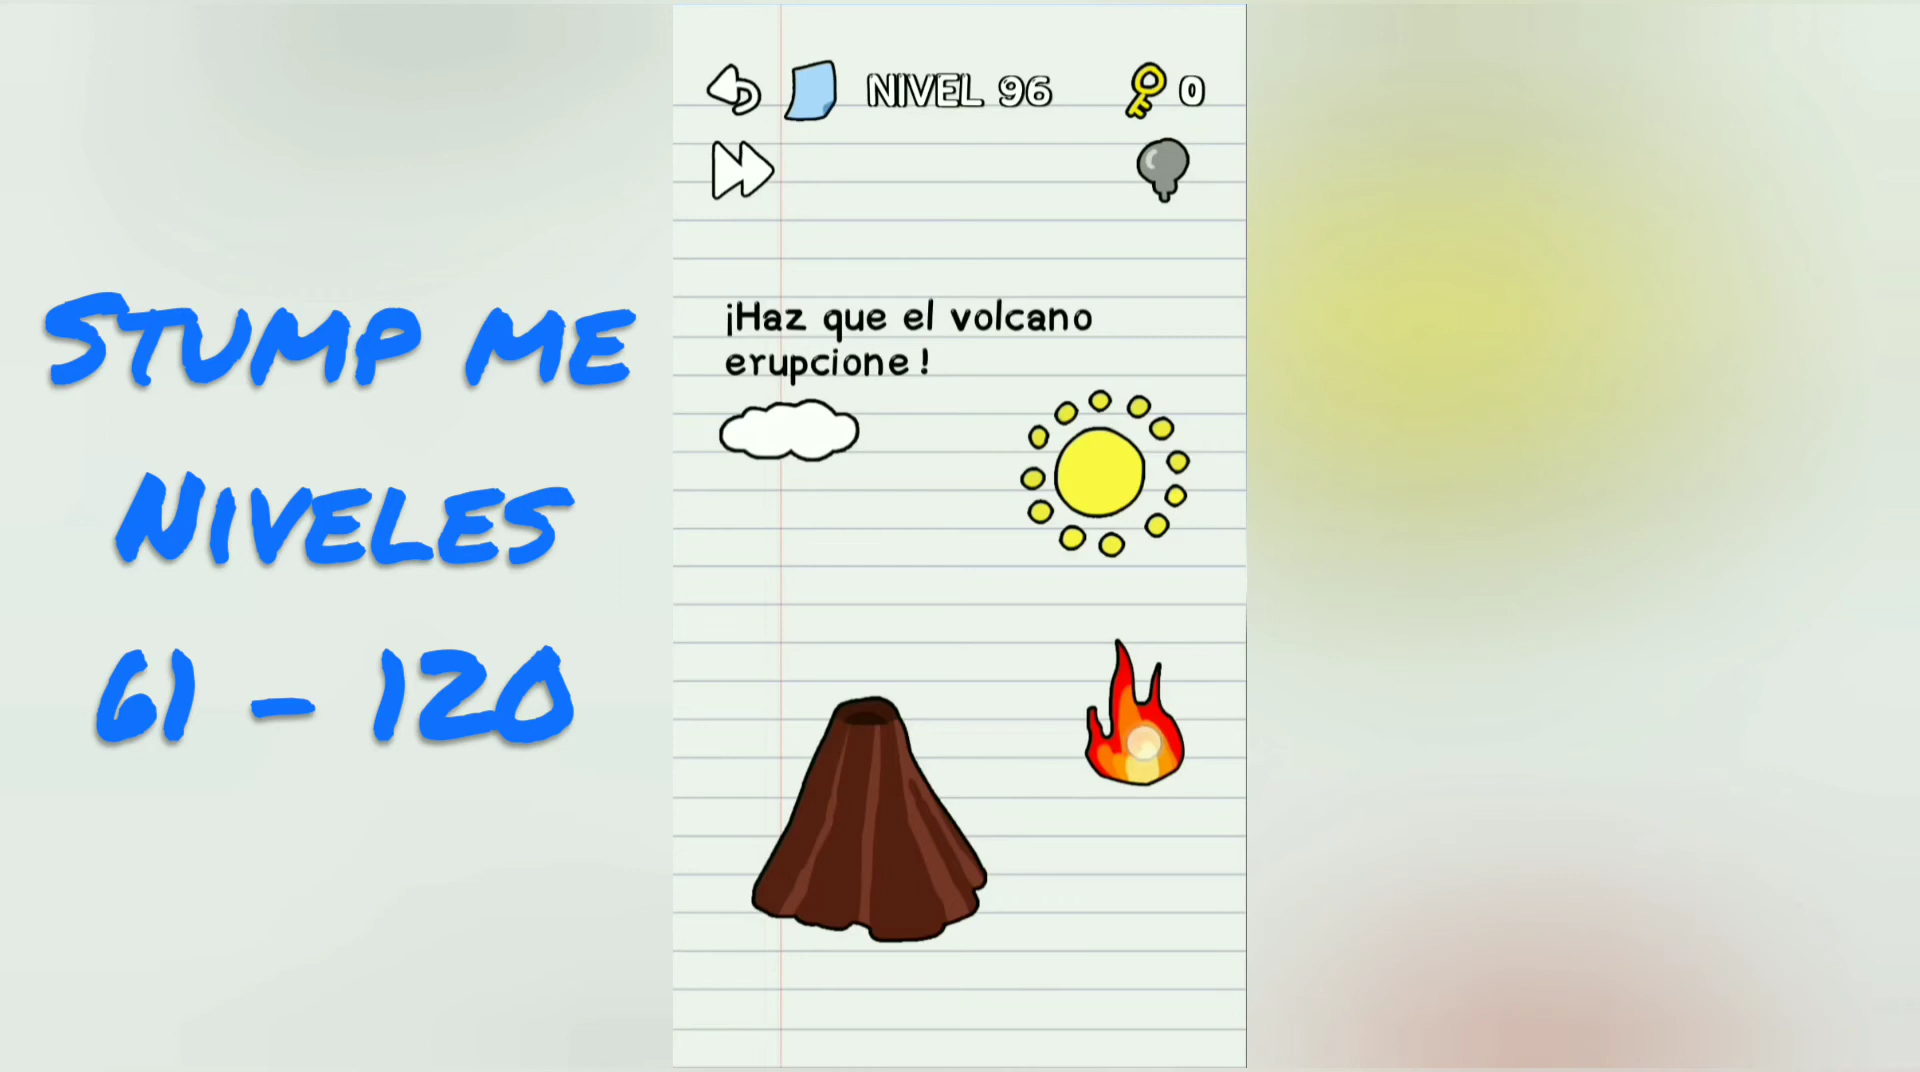 STUMP ME
NIVELES
61 - 120
NIVEL 96
0
¡Haz que el volcano
erupcione !